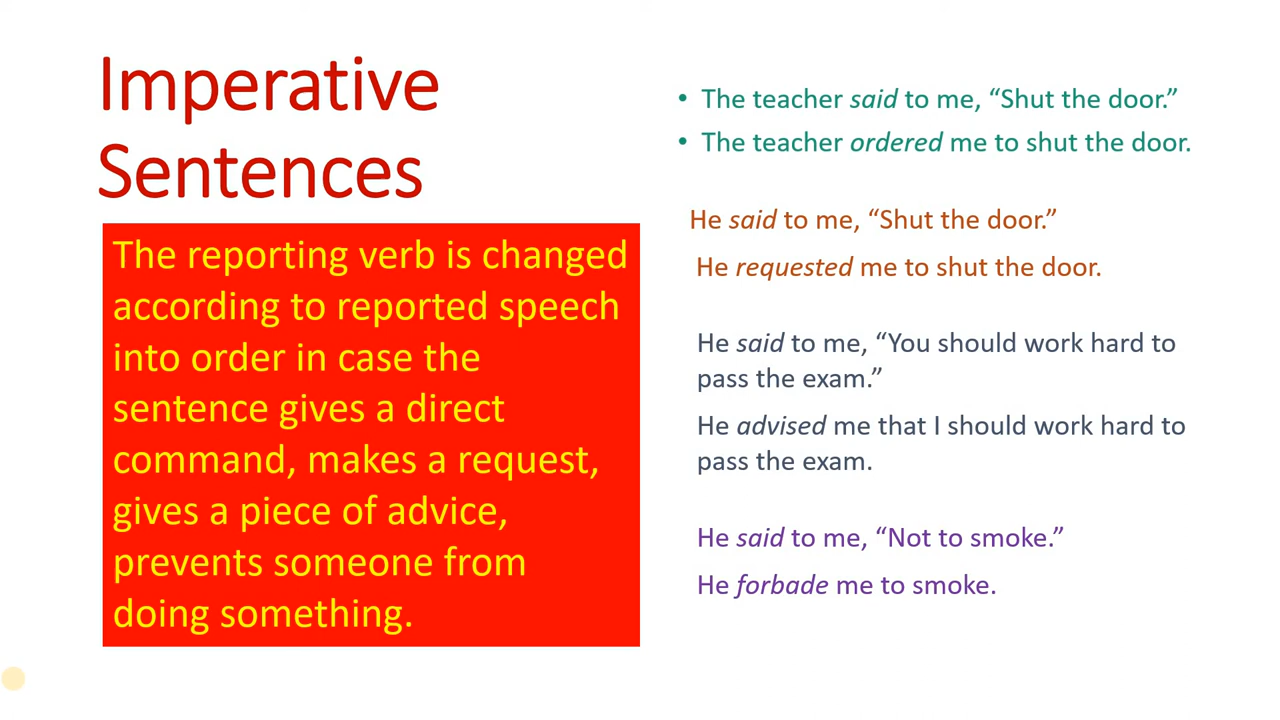 Imperative
Sentences
The reporting verb is changed
according to reported speech
into order in case the
sentence gives a direct
command, makes a request,
gives a piece of advice,
prevents someone from
doing something.
• The teacher said to me, “Shut the door.”
• The teacher ordered me to shut the door.
He said to me, “Shut the door.”
He requested me to shut the door.
He said to me, “You should work hard to
pass the exam.”
He advised me that I should work hard to
pass the exam.
He said to me, “Not to smoke.”
He forbade me to smoke.